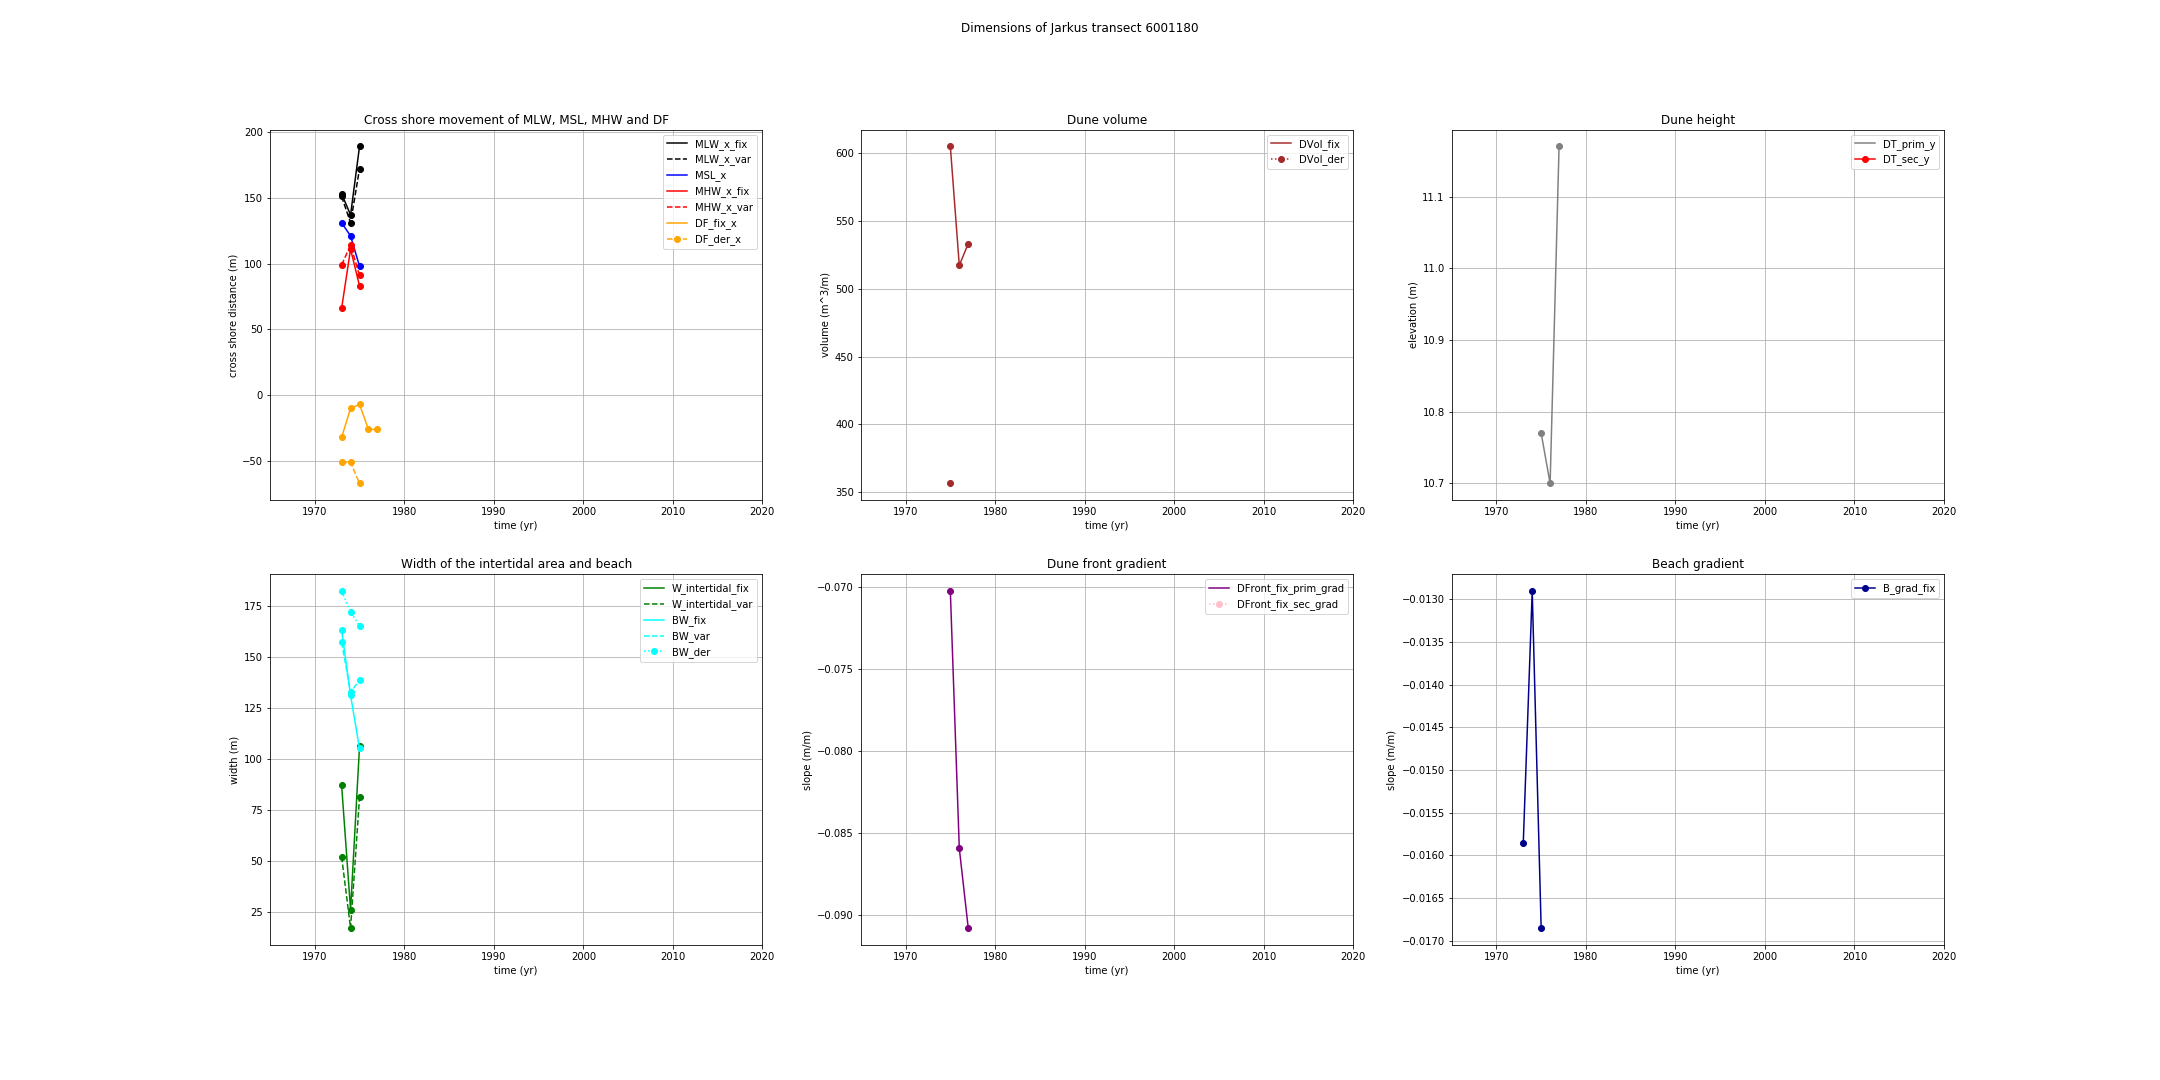 Dimensions of Jarkus transect 6001180
Cross shore movement of MLW, MSL, MHW and DF
200
150
100
50
0
−50
cross shore distance (m)
1970 1980 1990 2000 2010 2020
time (yr)
MLW_x_fix
MLW_x_var
MSL_x
MHW_x_fix
MHW_x_var
DF_fix_x
DF_der_x
Dune volume
600
550
500
450
400
350
volume (m^3/m)
1970 1980 1990 2000 2010 2020
time (yr)
DVol_fix
DVol_der
Dune height
11.1
11.0
10.9
10.8
10.7
elevation (m)
1970 1980 1990 2000 2010 2020
time (yr)
DT_prim_y
DT_sec_y
Width of the intertidal area and beach
175
150
125
100
75
50
25
width (m)
1970 1980 1990 2000 2010 2020
time (yr)
W_intertidal_fix
W_intertidal_var
BW_fix
BW_var
BW_der
Dune front gradient
−0.070
−0.075
−0.080
−0.085
−0.090
slope (m/m)
1970 1980 1990 2000 2010 2020
time (yr)
DFront_fix_prim_grad
DFront_fix_sec_grad
Beach gradient
−0.0130
−0.0135
−0.0140
−0.0145
−0.0150
−0.0155
−0.0160
−0.0165
−0.0170
slope (m/m)
1970 1980 1990 2000 2010 2020
time (yr)
B_grad_fix